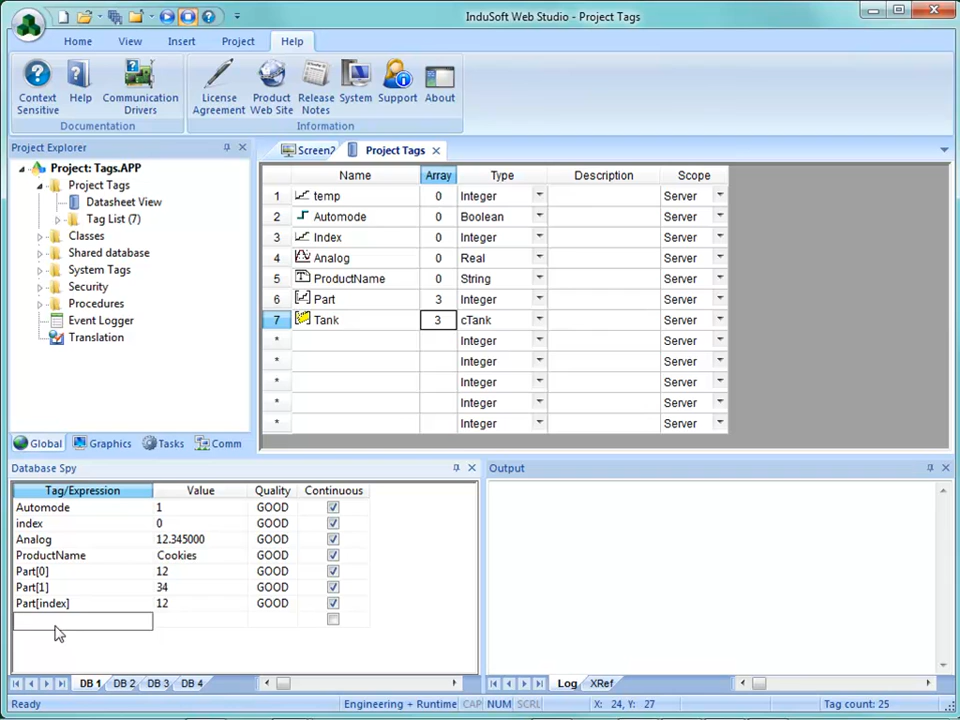 InduSoft Web Studio - Project Tags
Home View Insert Project Help
Context Sensitive Help Communication Drivers License Agreement Product Web Site Release Notes System Support About
Documentation Information
Project Explorer
Project: Tags.APP
Project Tags
Datasheet View
Tag List (7)
Classes
Shared database
System Tags
Security
Procedures
Event Logger
Translation
Global Graphics Tasks Comm
Screen2 Project Tags
Name Array Type Description Scope
1 temp 0 Integer Server
2 Automode 0 Boolean Server
3 Index 0 Integer Server
4 Analog 0 Real Server
5 ProductName 0 String Server
6 Part 3 Integer Server
7 Tank 3 cTank Server
* Integer Server
* Integer Server
* Integer Server
* Integer Server
* Integer Server
Database Spy
Tag/Expression Value Quality Continuous
Automode 1 GOOD
index 0 GOOD
Analog 12.345000 GOOD
ProductName Cookies GOOD
Part[0] 12 GOOD
Part[1] 34 GOOD
Part[index] 12 GOOD
DB 1 DB 2 DB 3 DB 4
Output
Log XRef
Ready Engineering + Runtime CAP NUM SCRL X: 24, Y: 27 Tag count: 25